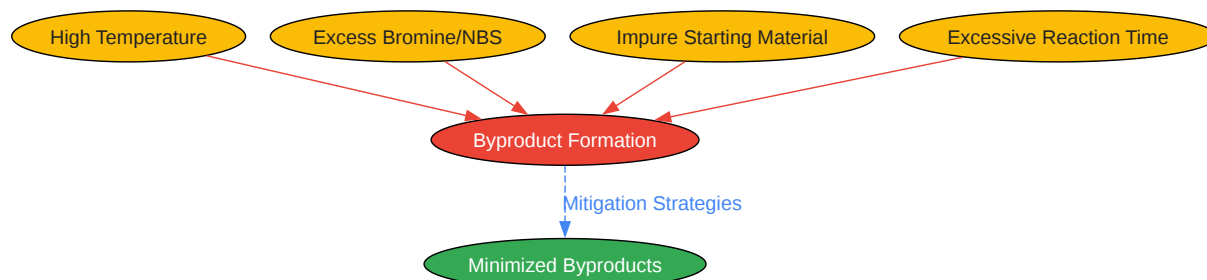 High Temperature
Excess Bromine/NBS
Impure Starting Material
Excessive Reaction Time
Byproduct Formation
Mitigation Strategies
Minimized Byproducts